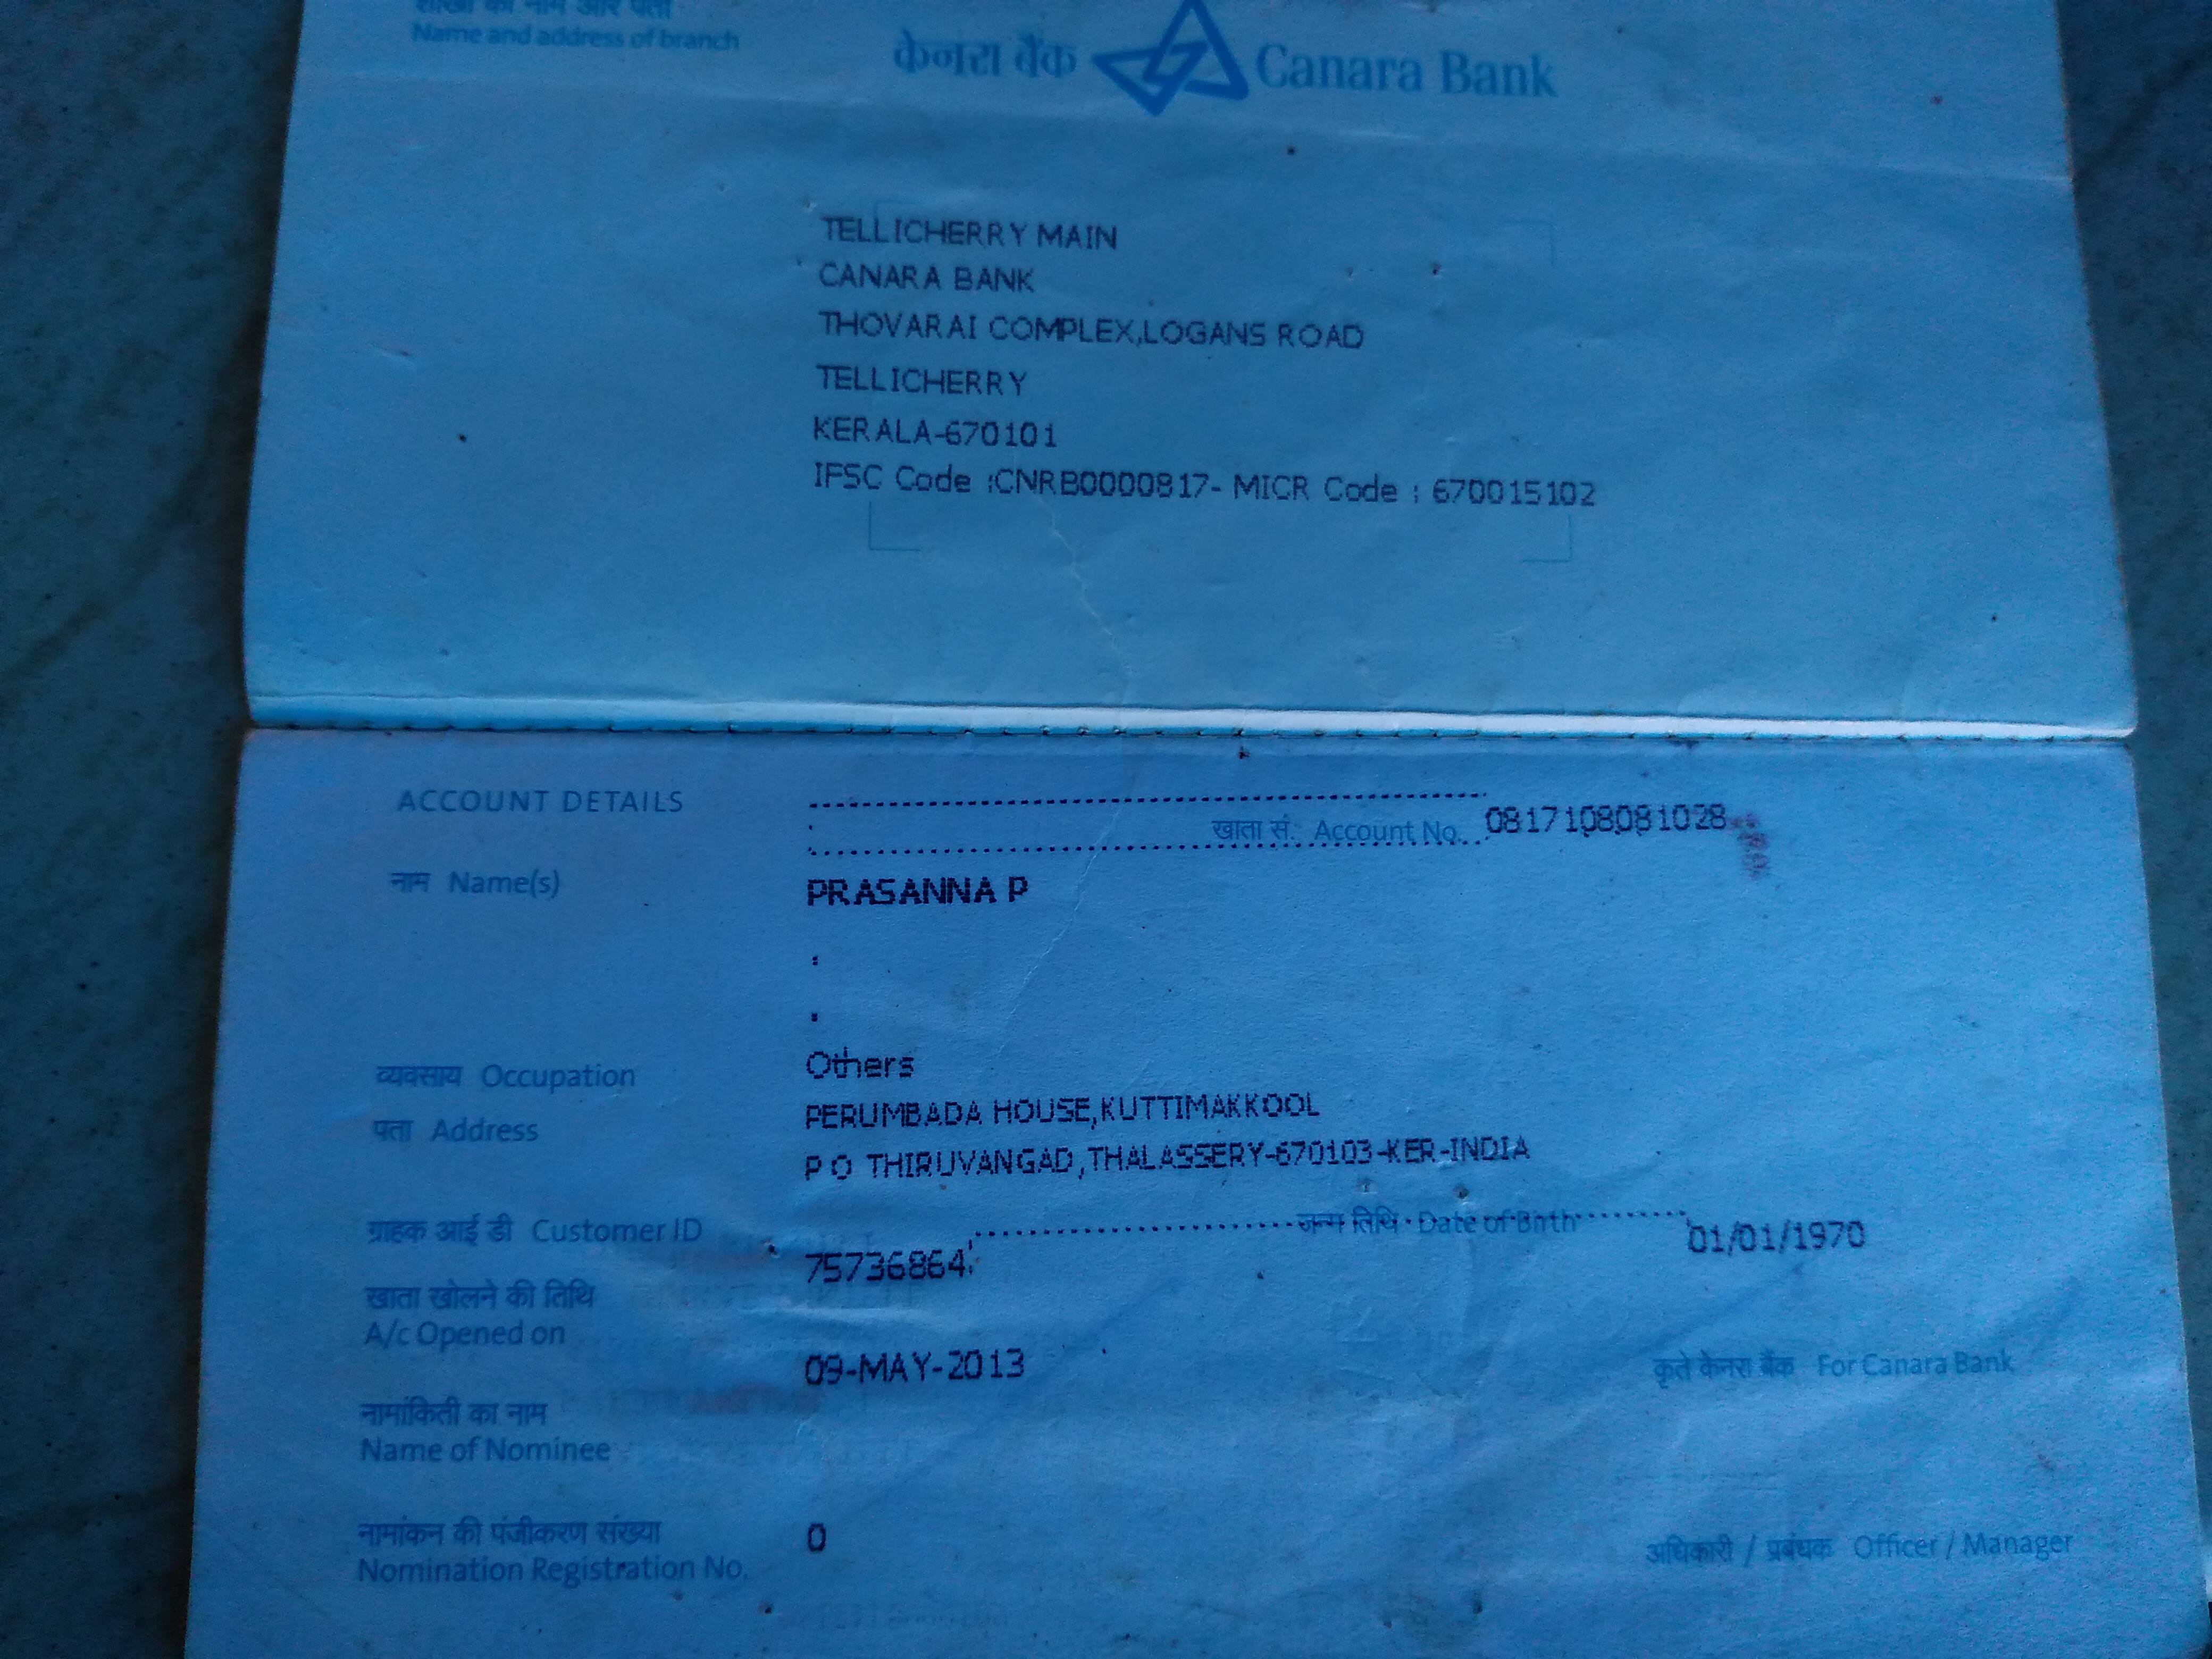 शाखा का नाम और पता
Name and address of branch
केनरा बैंक Canara Bank
TELLICHERRY MAIN
CANARA BANK
THOVARAI COMPLEX,LOGANS ROAD
TELLICHERRY
KERALA-670101
IFSC Code :CNRB0000817- MICR Code : 670015102
ACCOUNT DETAILS
खाता सं. Account No. 0817108081028
नाम Name(s) PRASANNA P
व्यवसाय Occupation Others
पता Address PERUMBADA HOUSE,KUTTIMAKKOOL
P O THIRUVANGAD,THALASSERY-670103-KER-INDIA
ग्राहक आई डी Customer ID 75736864 जन्म तिथि Date of Birth 01/01/1970
खाता खोलने की तिथि
A/c Opened on 09-MAY-2013 कृते केनरा बैंक For Canara Bank
नामांकिती का नाम
Name of Nominee
नामांकन की पंजीकरण संख्या 0
Nomination Registration No. अधिकारी / प्रबंधक Officer / Manager